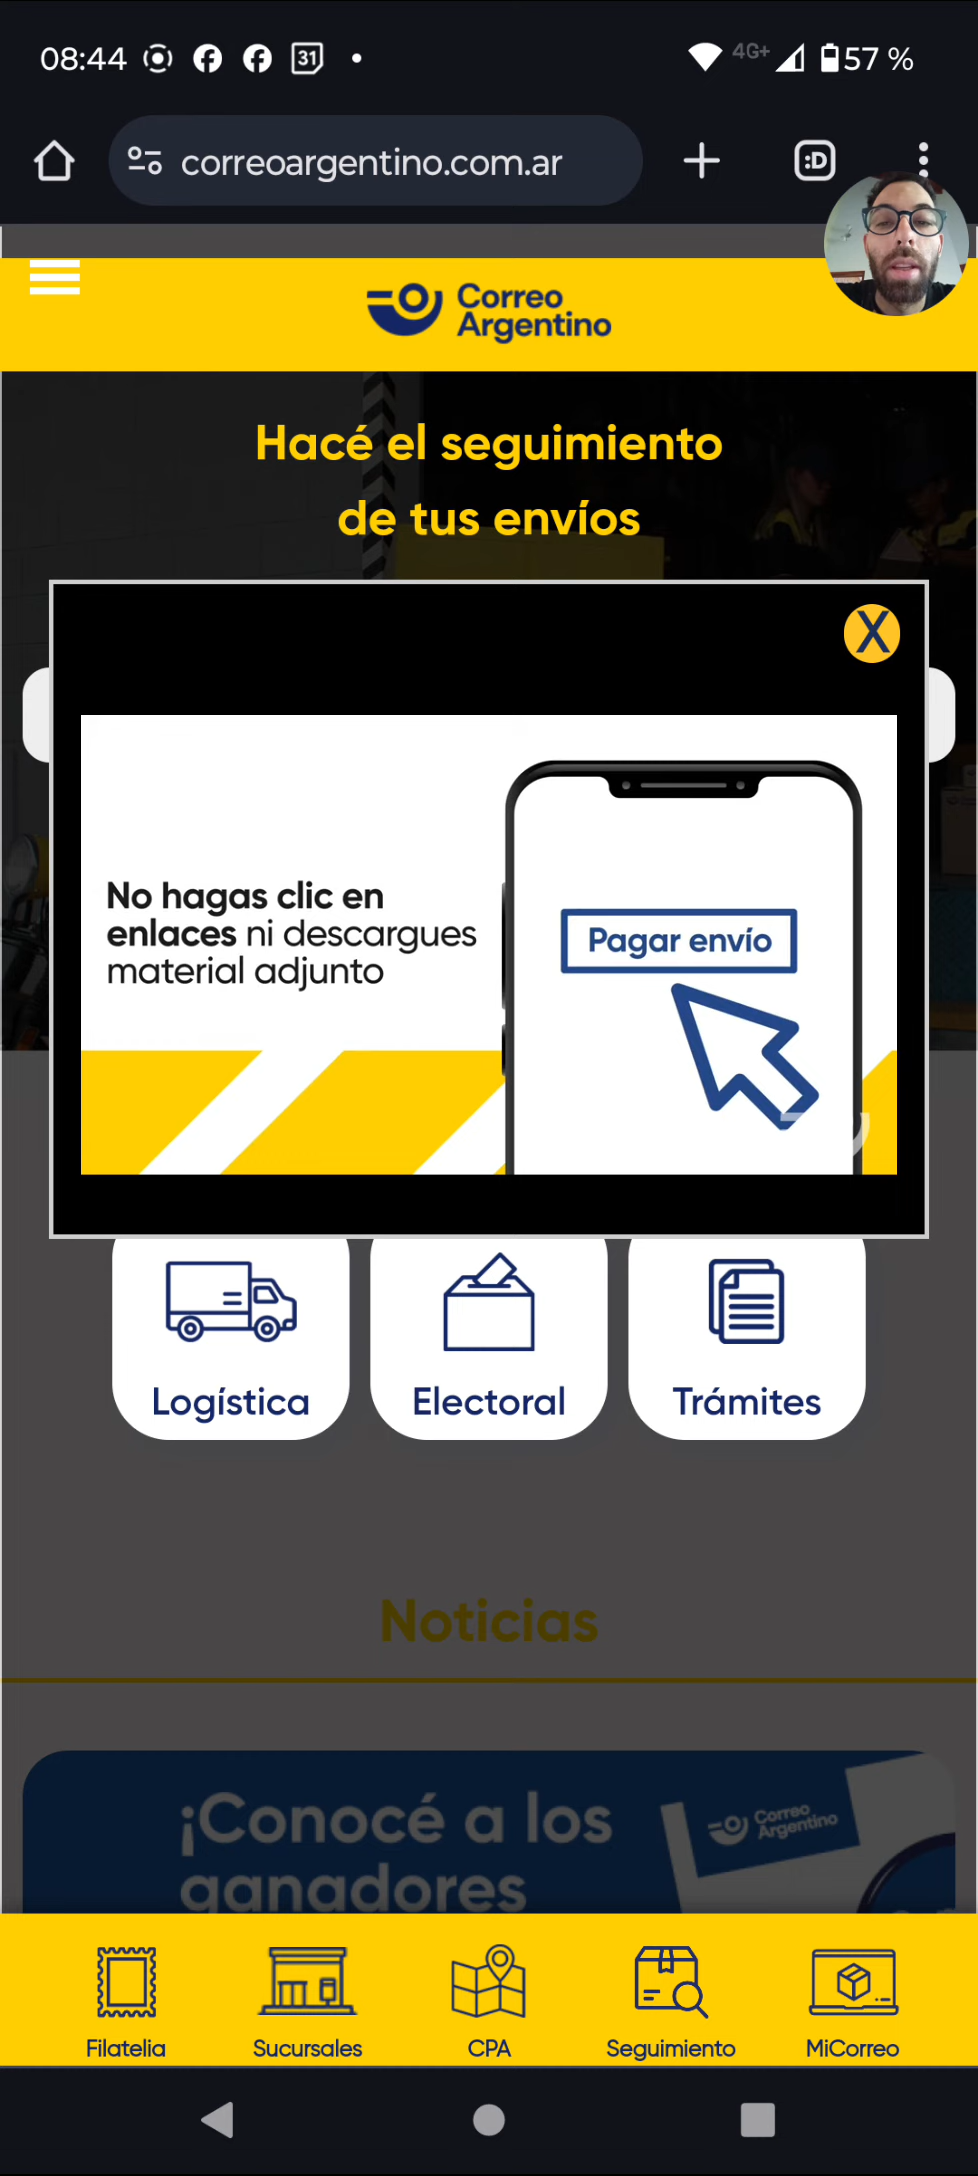 08:44
31
4G+
57 %
correoargentino.com.ar
:D
Correo
Argentino
Hacé el seguimiento
de tus envíos
X
No hagas clic en
enlaces ni descargues
material adjunto
Pagar envío
Logística
Electoral
Trámites
Noticias
¡Conocé a los
ganadores
Correo
Argentino
Filatelia
Sucursales
CPA
Seguimiento
MiCorreo